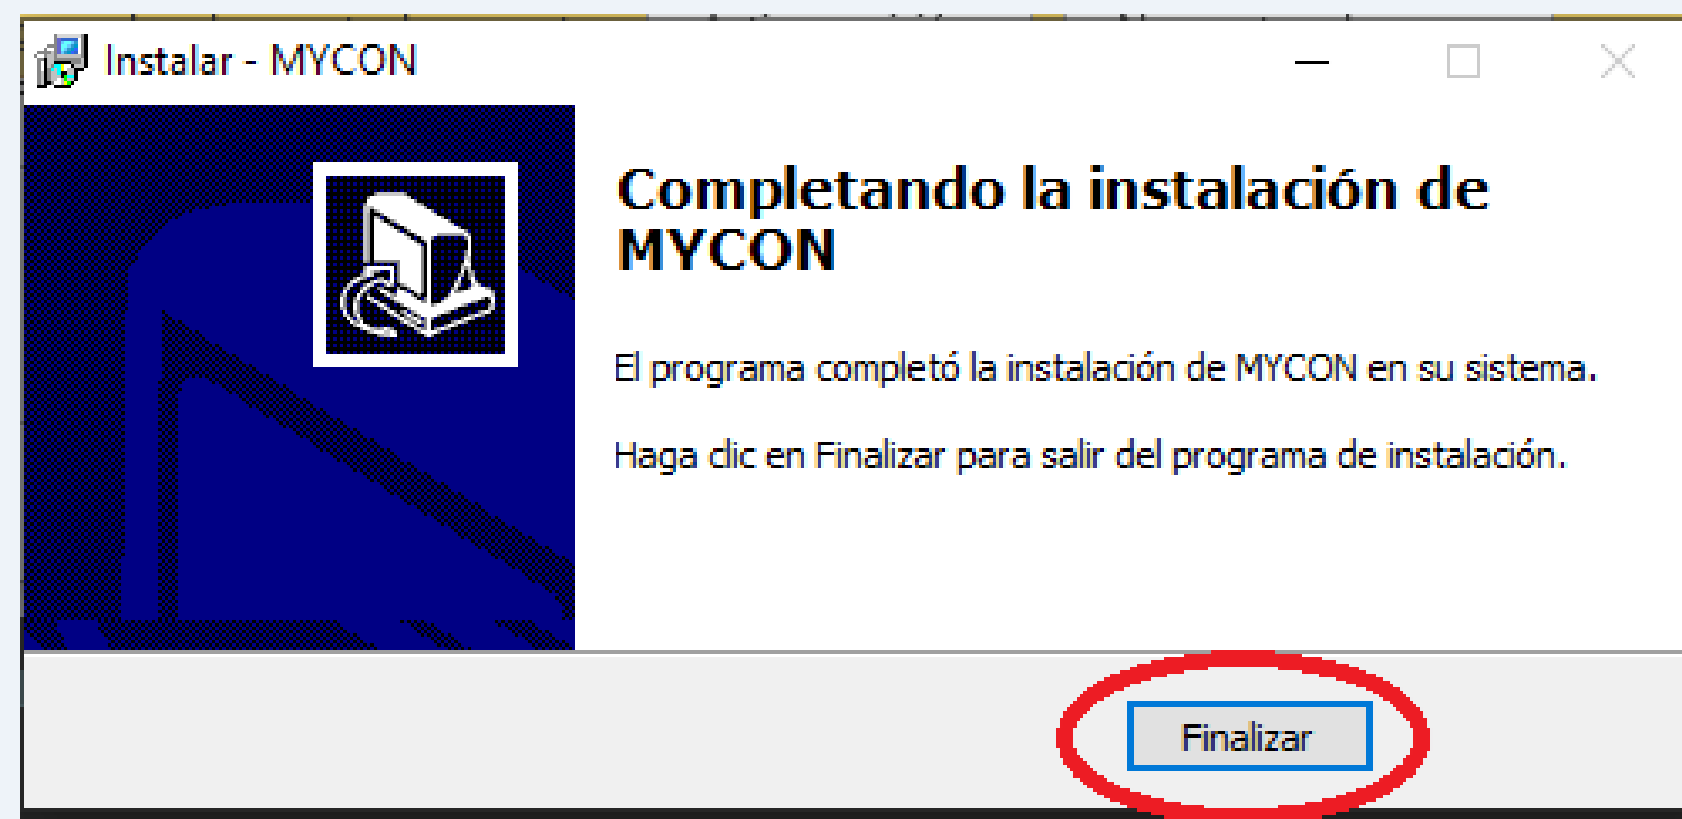 Instalar - MYCON
Completando la instalación de
MYCON
El programa completó la instalación de MYCON en su sistema.
Haga clic en Finalizar para salir del programa de instalación.
Finalizar